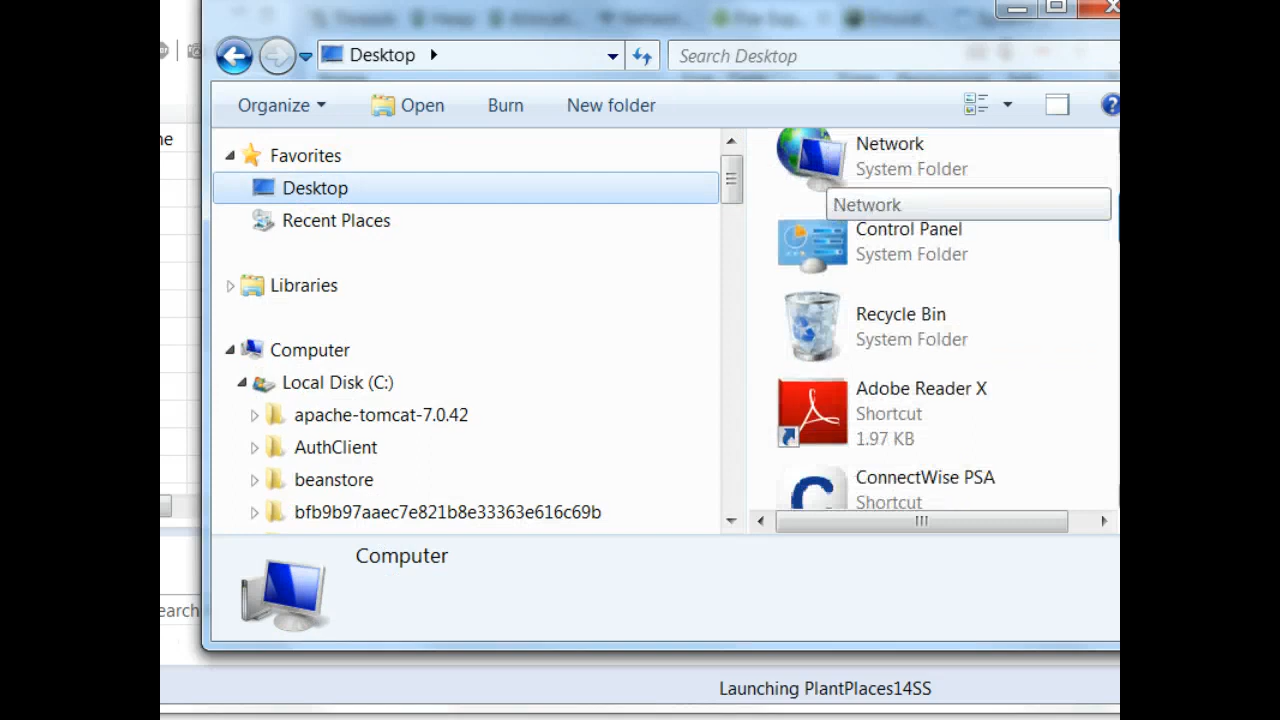 Desktop
Search Desktop
Organize
Open
Burn
New folder
Favorites
Desktop
Recent Places
Libraries
Computer
Local Disk (C:)
apache-tomcat-7.0.42
AuthClient
beanstore
bfb9b97aaec7e821b8e33363e616c69b
Network
System Folder
Network
Control Panel
System Folder
Recycle Bin
System Folder
Adobe Reader X
Shortcut
1.97 KB
ConnectWise PSA
Shortcut
Computer
earch
Launching PlantPlaces14SS